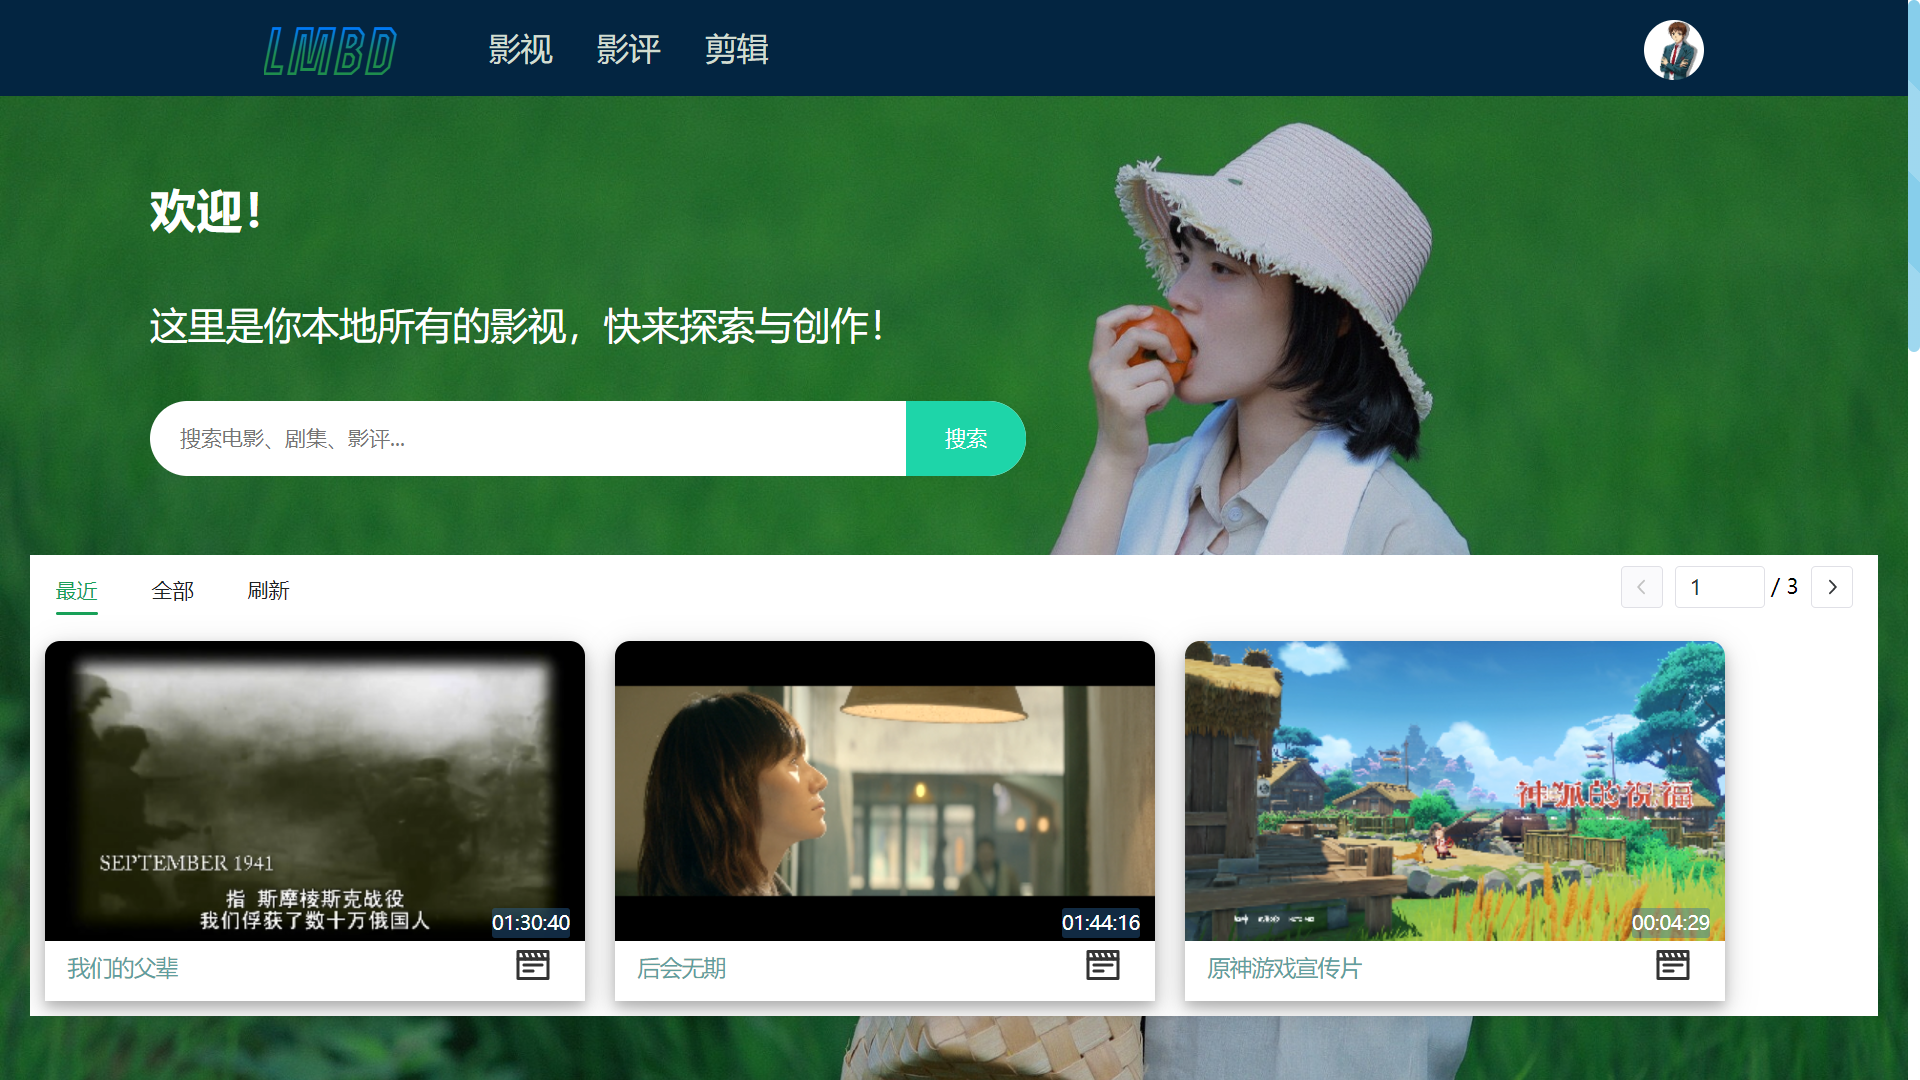 LMBD
影视 影评 剪辑
欢迎！
这里是你本地所有的影视，快来探索与创作！
搜索电影、剧集、影评...
搜索
最近 全部 刷新
1 / 3
SEPTEMBER 1941
指 斯摩棱斯克战役
我们俘获了数十万俄国人
01:30:40
我们的父辈
01:44:16
后会无期
神狐的祝福
00:04:29
原神游戏宣传片